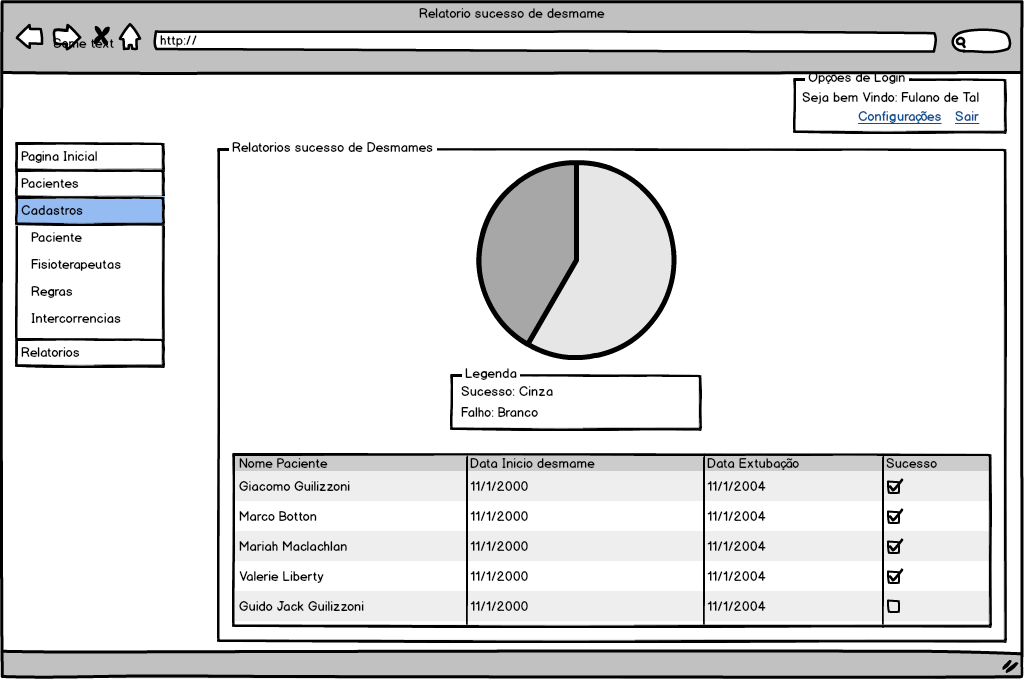 Relatorio sucesso de desmame
Some text
http://
Opções de Login
Seja bem Vindo: Fulano de Tal
Configurações Sair
Pagina Inicial
Pacientes
Cadastros
Paciente
Fisioterapeutas
Regras
Intercorrencias
Relatorios
Relatorios sucesso de Desmames
Legenda
Sucesso: Cinza
Falho: Branco
Nome Paciente Data Inicio desmame Data Extubação Sucesso
Giacomo Guilizzoni 11/1/2000 11/1/2004
Marco Botton 11/1/2000 11/1/2004
Mariah Maclachlan 11/1/2000 11/1/2004
Valerie Liberty 11/1/2000 11/1/2004
Guido Jack Guilizzoni 11/1/2000 11/1/2004